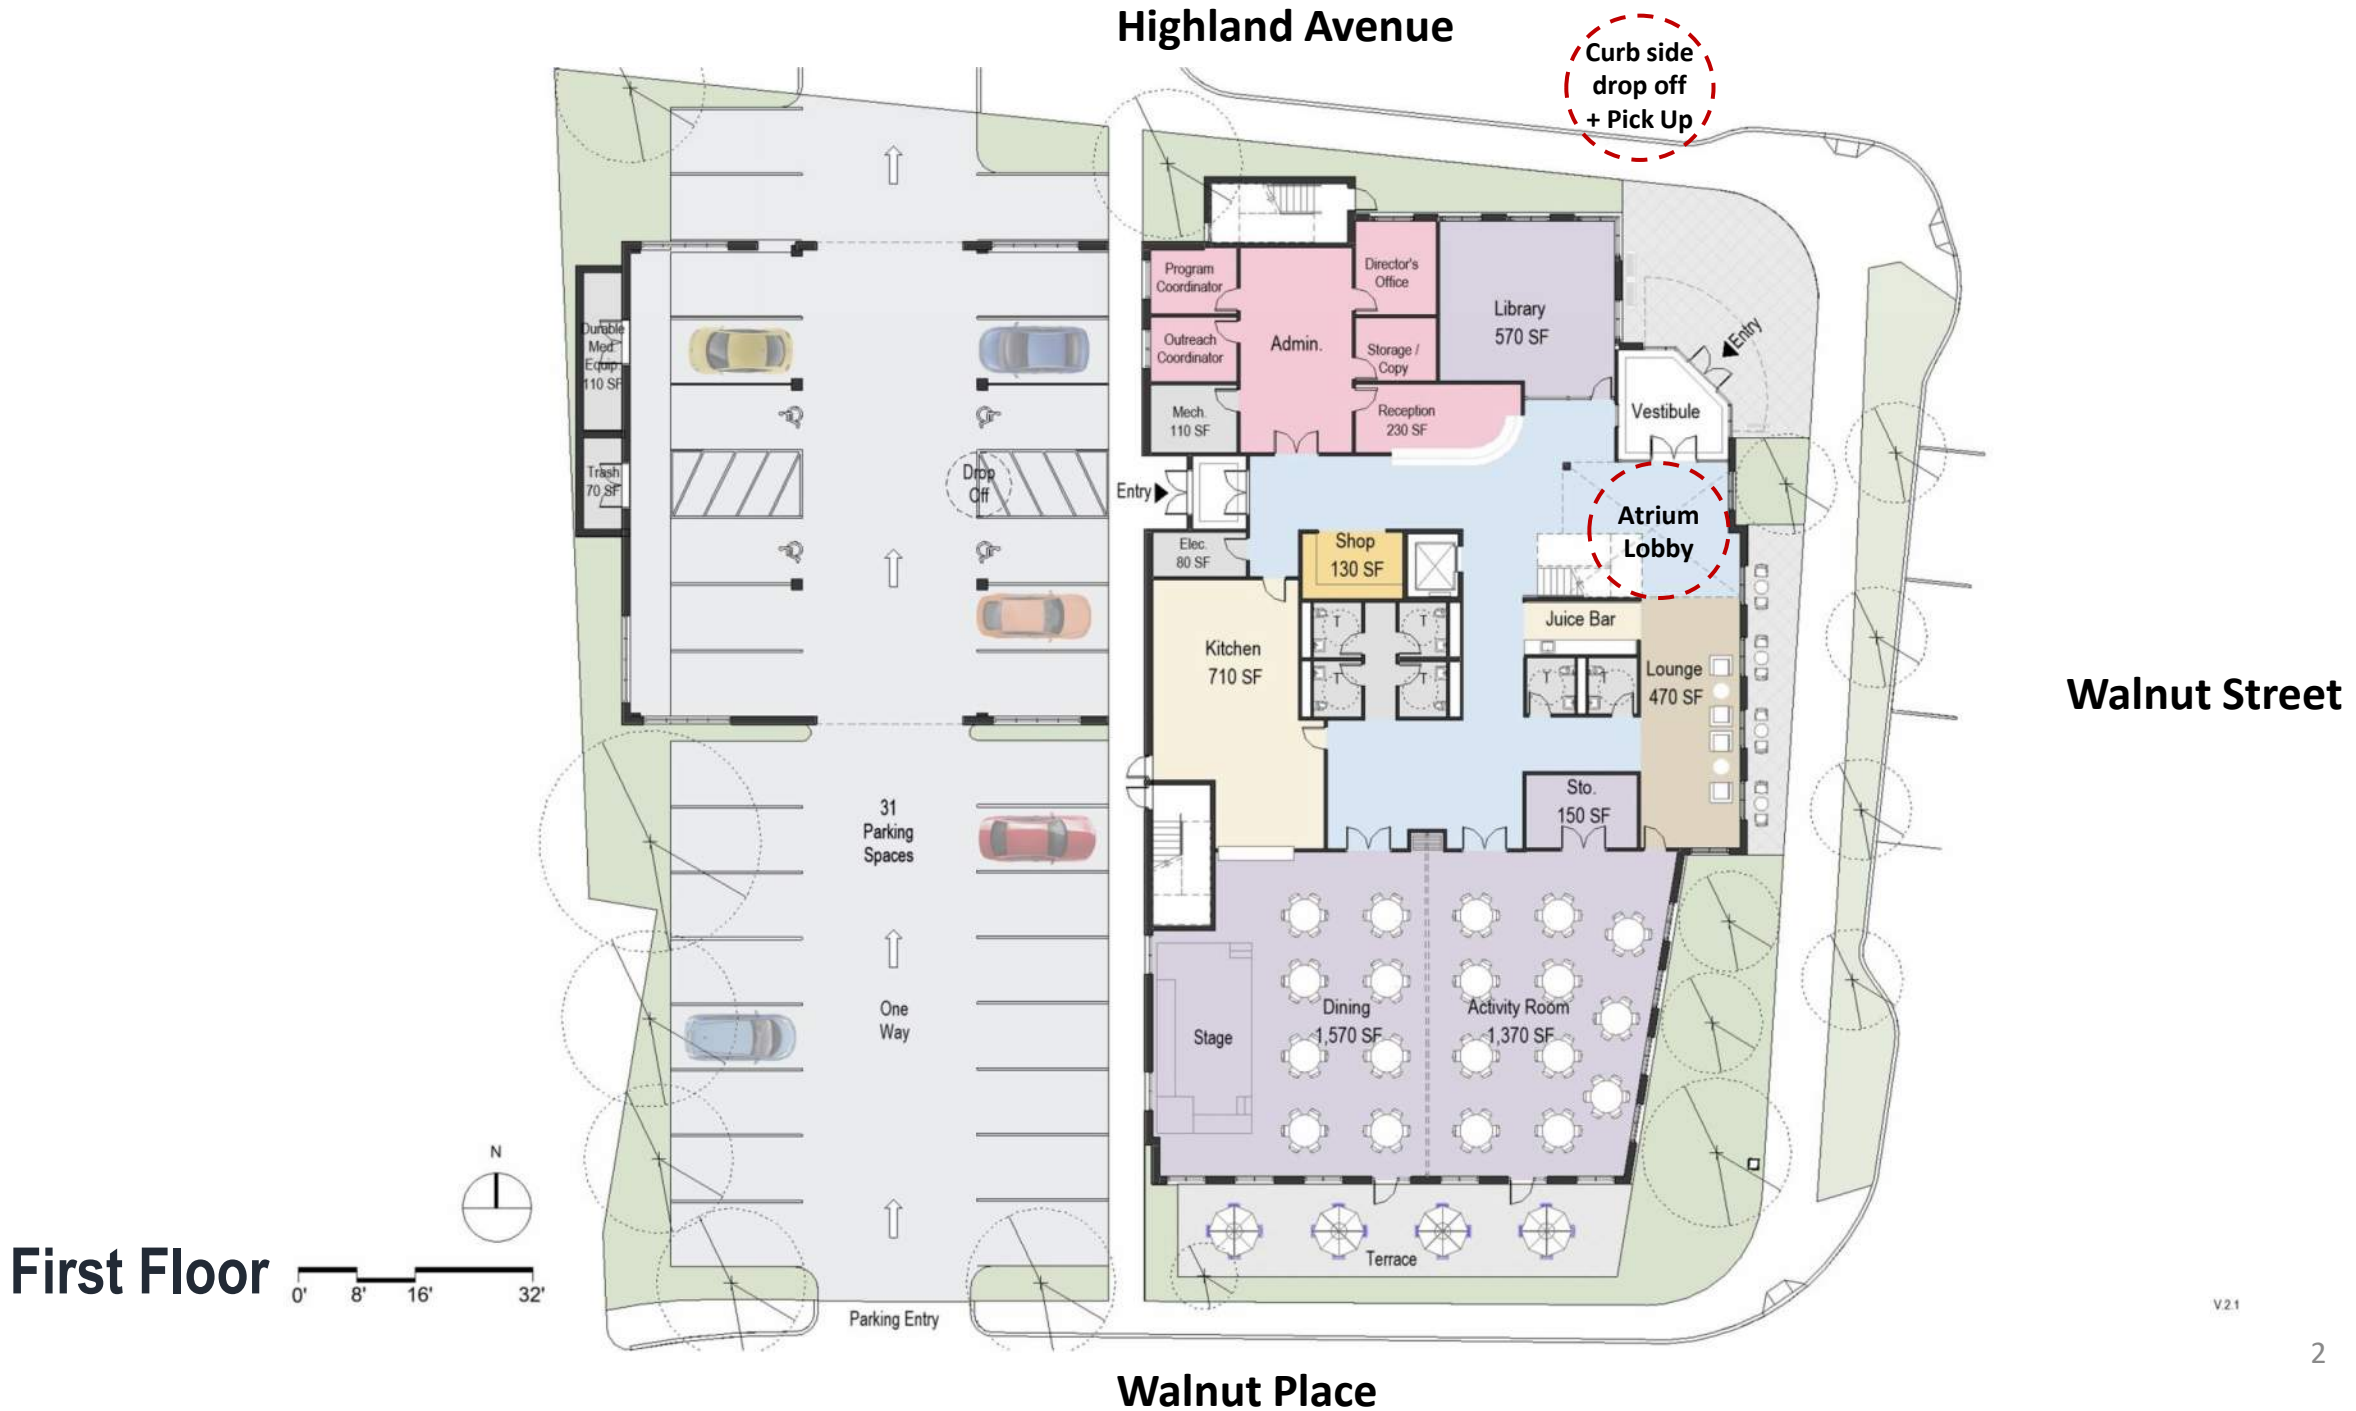 Highland Avenue
Curb side
drop off
+ Pick Up
Program
Coordinator
Director's
Office
Library
570 SF
Entry
Durable
Med.
Equip.
110 SF
Outreach
Coordinator
Admin.
Storage /
Copy
Mech.
110 SF
Reception
230 SF
Vestibule
Trash
70 SF
Drop
Off
Entry
Atrium
Lobby
Elec.
80 SF
Shop
130 SF
Juice Bar
T
T
T
T
T
T
Kitchen
710 SF
Lounge
470 SF
Walnut Street
31
Parking
Spaces
Sto.
150 SF
One
Way
Stage
Dining
1,570 SF
Activity Room
1,370 SF
N
First Floor
0'
8'
16'
32'
Terrace
Parking Entry
V.2.1
2
Walnut Place